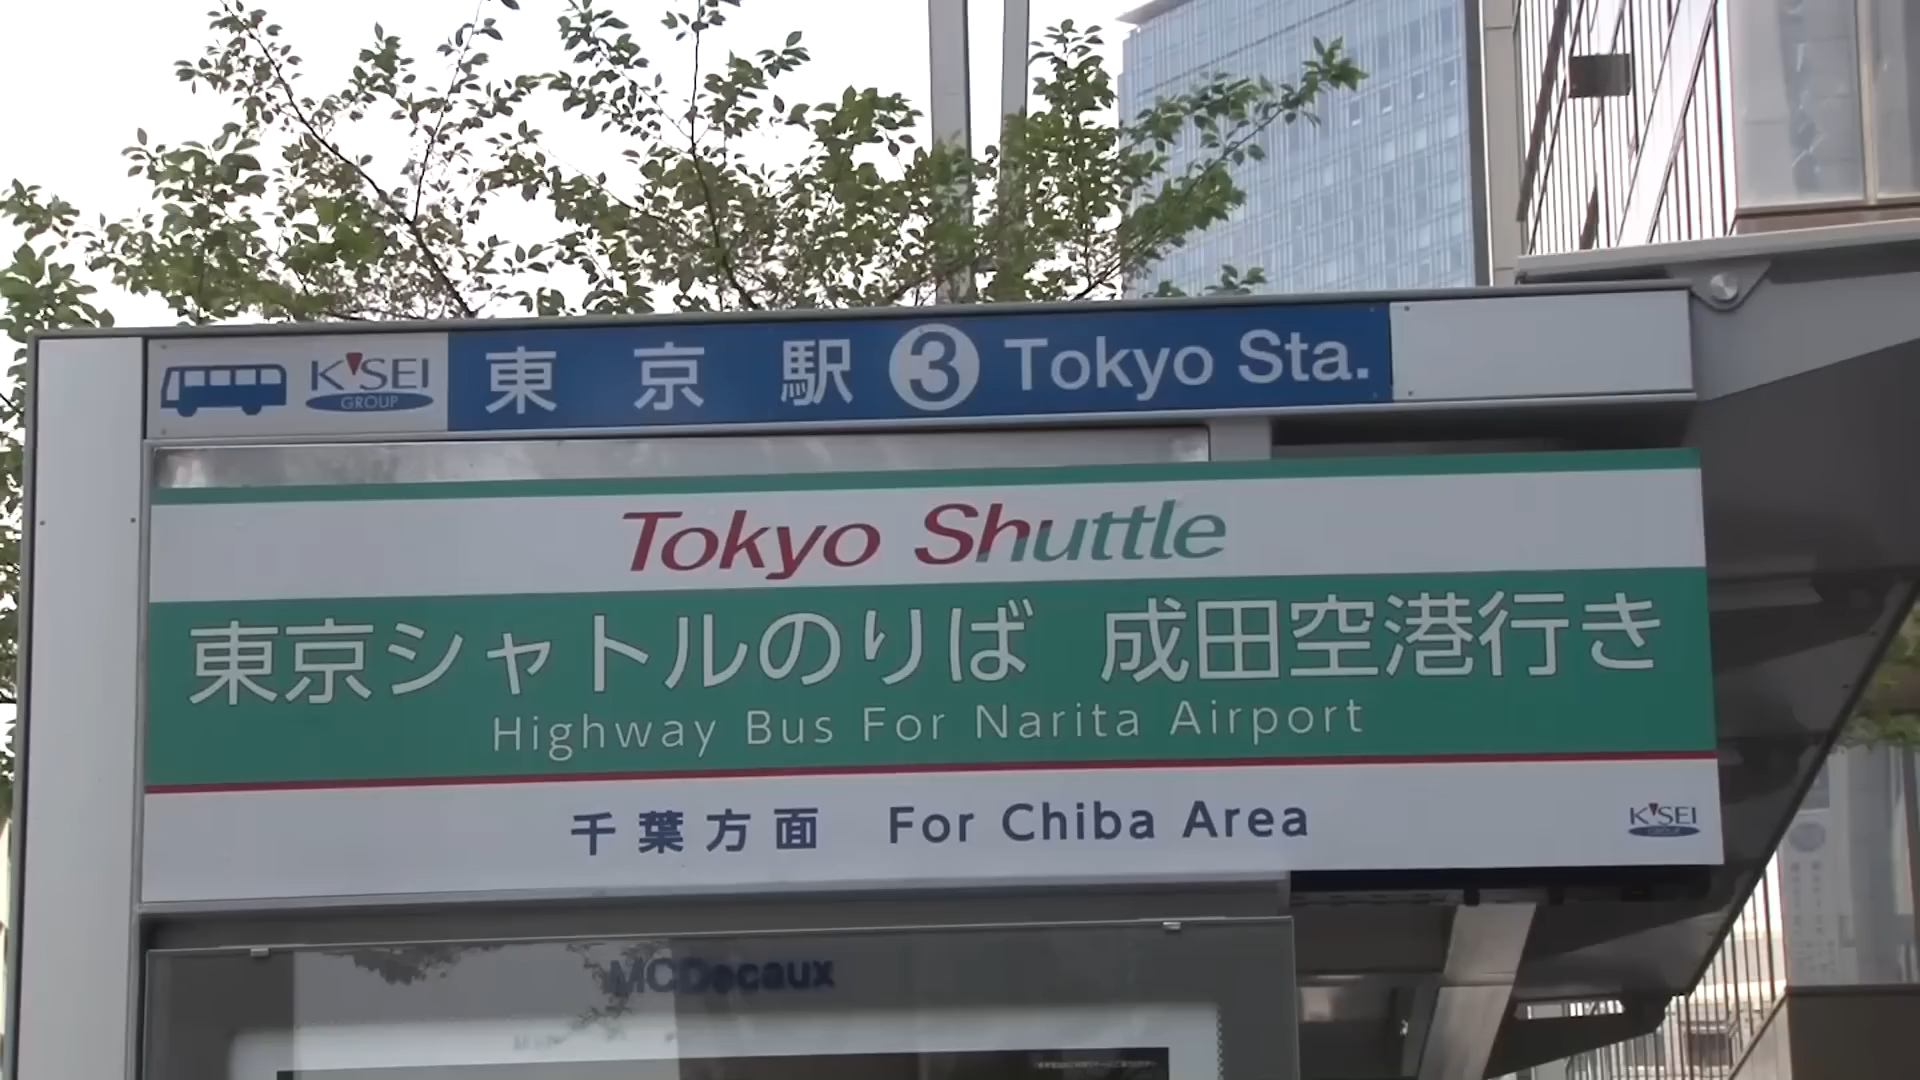 K'SEI GROUP 東京駅 3 Tokyo Sta.
Tokyo Shuttle
東京シャトルのりば 成田空港行き
Highway Bus For Narita Airport
千葉方面 For Chiba Area
K'SEI GROUP
MCDecaux